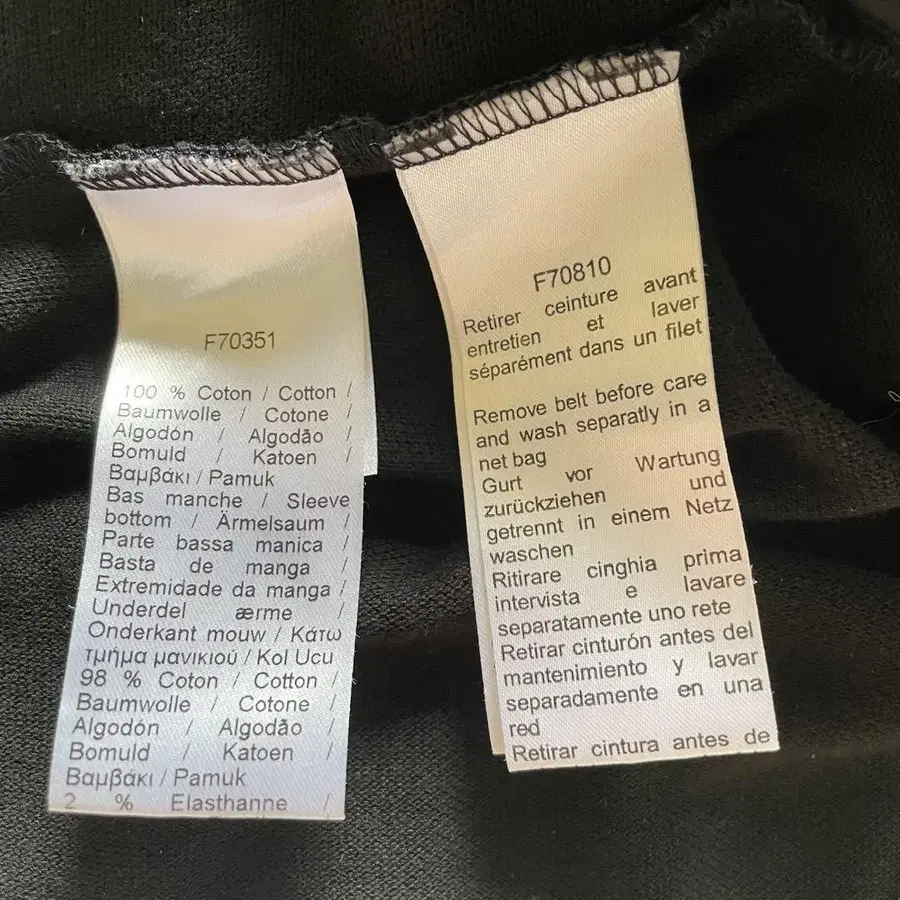 F70351
100 % Coton / Cotton /
Baumwolle / Cotone /
Algodón / Algodão /
Bomuld / Katoen /
Βαμβάκι / Pamuk
Bas manche / Sleeve
bottom / Ärmelsaum /
Parte bassa manica /
Basta de manga /
Extremidade da manga /
Underdel ærme /
Onderkant mouw / Κάτω
τμήμα μανικιού / Kol Ucu
98 % Coton / Cotton /
Baumwolle / Cotone /
Algodón / Algodão /
Bomuld / Katoen /
Βαμβάκι / Pamuk
2 % Elasthanne /
F70810
Retirer ceinture avant
entretien et laver
séparément dans un filet
Remove belt before care
and wash separatly in a
net bag
Gurt vor Wartung
zurückziehen und
getrennt in einem Netz
waschen
Ritirare cinghia prima
intervista e lavare
separatamente uno rete
Retirar cinturón antes del
mantenimiento y lavar
separadamente en una
red
Retirar cintura antes de